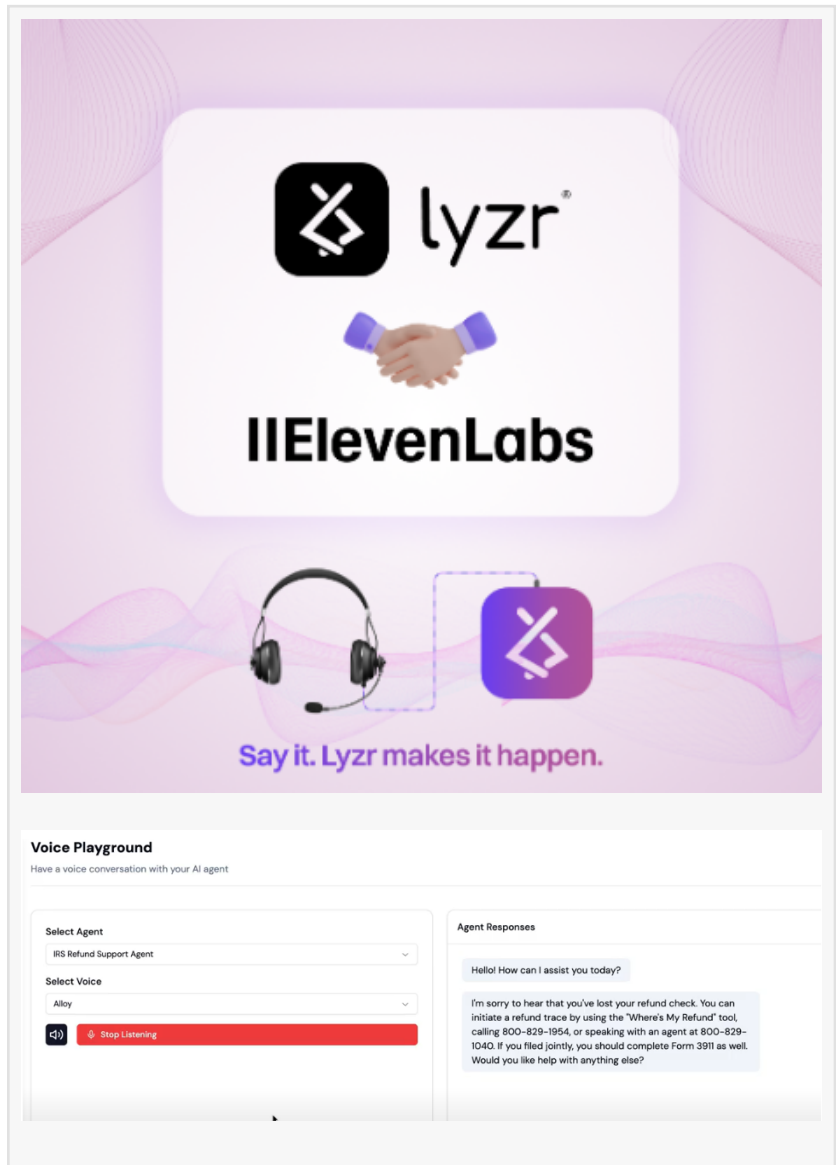 lyzr®
IIElevenLabs
Say it. Lyzr makes it happen.
Voice Playground
Have a voice conversation with your AI agent
Select Agent
IRS Refund Support Agent
Select Voice
Alloy
Stop Listening
Agent Responses
Hello! How can I assist you today?
I'm sorry to hear that you've lost your refund check. You can
initiate a refund trace by using the "Where's My Refund" tool,
calling 800-829-1954, or speaking with an agent at 800-829-
1040. If you filed jointly, you should complete Form 3911 as well.
Would you like help with anything else?